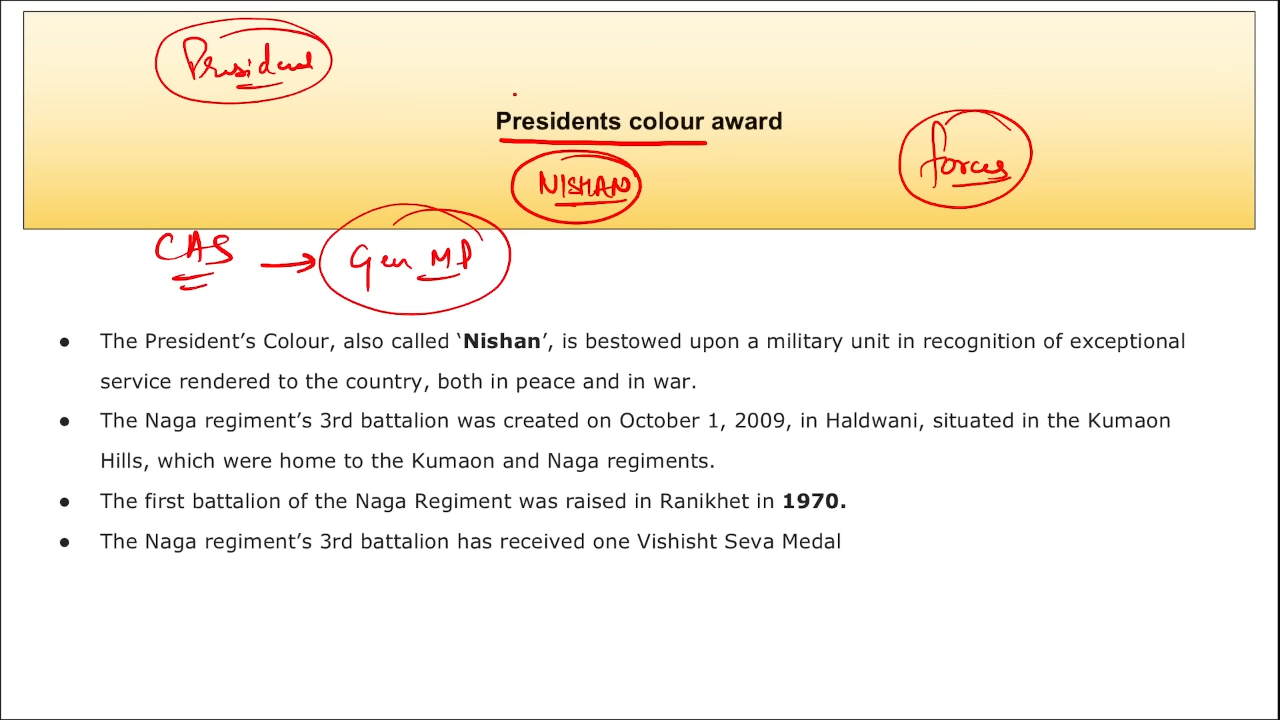 President
Presidents colour award
forces
NISHAN
CAS → Gen MP
● The President's Colour, also called ‘Nishan’, is bestowed upon a military unit in recognition of exceptional
service rendered to the country, both in peace and in war.
● The Naga regiment's 3rd battalion was created on October 1, 2009, in Haldwani, situated in the Kumaon
Hills, which were home to the Kumaon and Naga regiments.
● The first battalion of the Naga Regiment was raised in Ranikhet in 1970.
● The Naga regiment's 3rd battalion has received one Vishisht Seva Medal